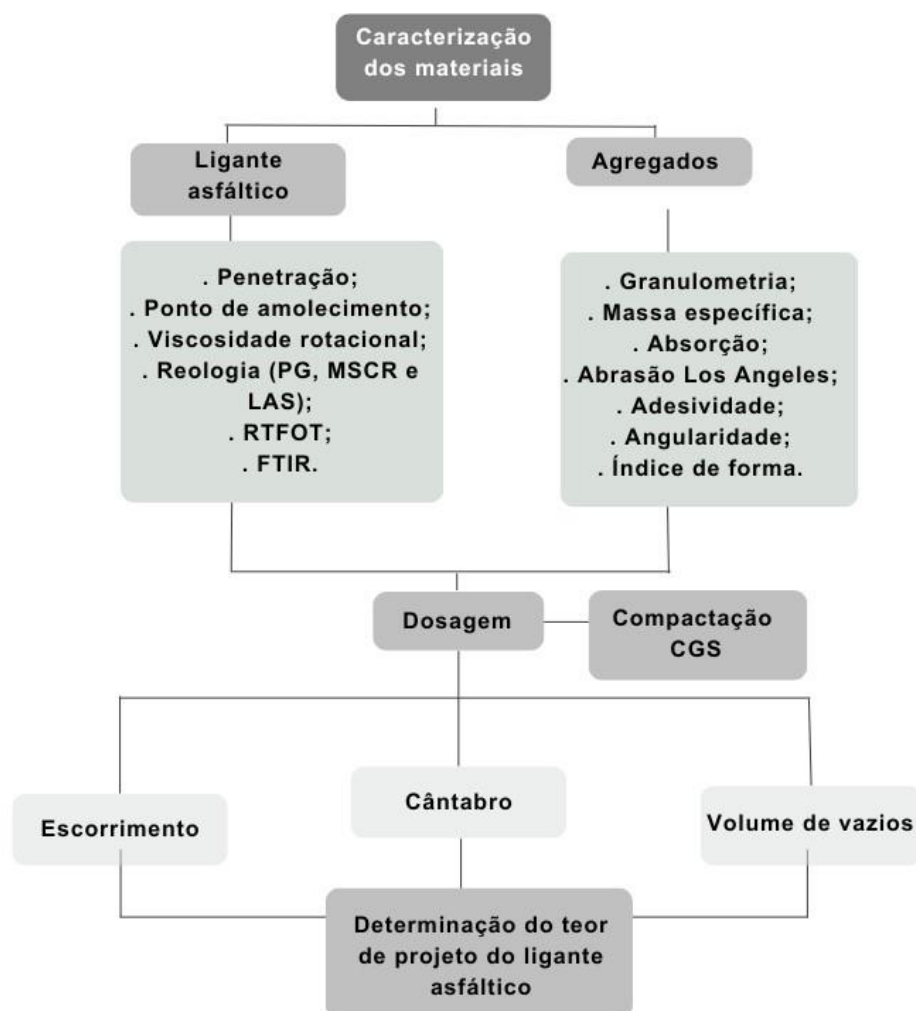 Caracterização
dos materiais
Ligante
asfáltico
Agregados
. Penetração;
. Ponto de amolecimento;
. Viscosidade rotacional;
. Reologia (PG, MSCR e
LAS);
. RTFOT;
. FTIR.
. Granulometria;
. Massa específica;
. Absorção;
. Abrasão Los Angeles;
. Adesividade;
. Angularidade;
. Índice de forma.
Dosagem
Compactação
CGS
Escorrimento
Cântabro
Volume de vazios
Determinação do teor
de projeto do ligante
asfáltico